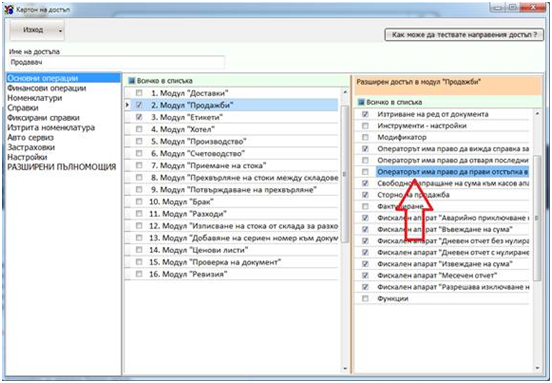 Картон на достъп
Изход
Как може да тествате направения достъп ?
Име на достъпа
Продавач
Основни операции
Финансови операции
Номенклатури
Справки
Фиксирани справки
Изтрита номенклатура
Авто сервиз
Застраховки
Настройки
РАЗШИРЕНИ ПЪЛНОМОЩИЯ
Всичко в списъка
1. Модул "Доставки"
2. Модул "Продажби"
3. Модул "Етикети"
4. Модул "Хотел"
5. Модул "Производство"
6. Модул "Счетоводство"
7. Модул "Приемане на стока"
8. Модул "Прехвърляне на стоки между складове
9. Модул "Потвърждаване на прехвърляне"
10. Модул "Брак"
11. Модул "Разходи"
12. Модул "Изписване на стока от склада за разхо
13. Модул "Добавяне на сериен номер към докум
14. Модул "Ценови листи"
15. Модул "Проверка на документ"
16. Модул "Ревизия"
Разширен достъп в модул "Продажби"
Всичко в списъка
Изтриване на ред от документа
Инструменти - настройки
Модификатор
Операторът има право да вижда справка за
Операторът има право да отваря последни
Операторът има право да прави отстъпка в
Свободно запращане на сума към касов апа
Сторно на продажба
Фактуриране
Фискален апарат "Аварийно приключване н
Фискален апарат "Въвеждане на сума"
Фискален апарат "Дневен отчет без нулира
Фискален апарат "Дневен отчет с нулиране
Фискален апарат "Извеждане на сума"
Фискален апарат "Месечен отчет"
Фискален апарат "Разрешава изключване н
Функции